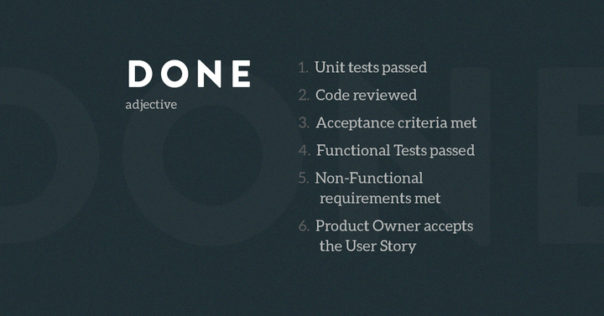 DONE
adjective
1. Unit tests passed
2. Code reviewed
3. Acceptance criteria met
4. Functional Tests passed
5. Non-Functional
requirements met
6. Product Owner accepts
the User Story
DONE